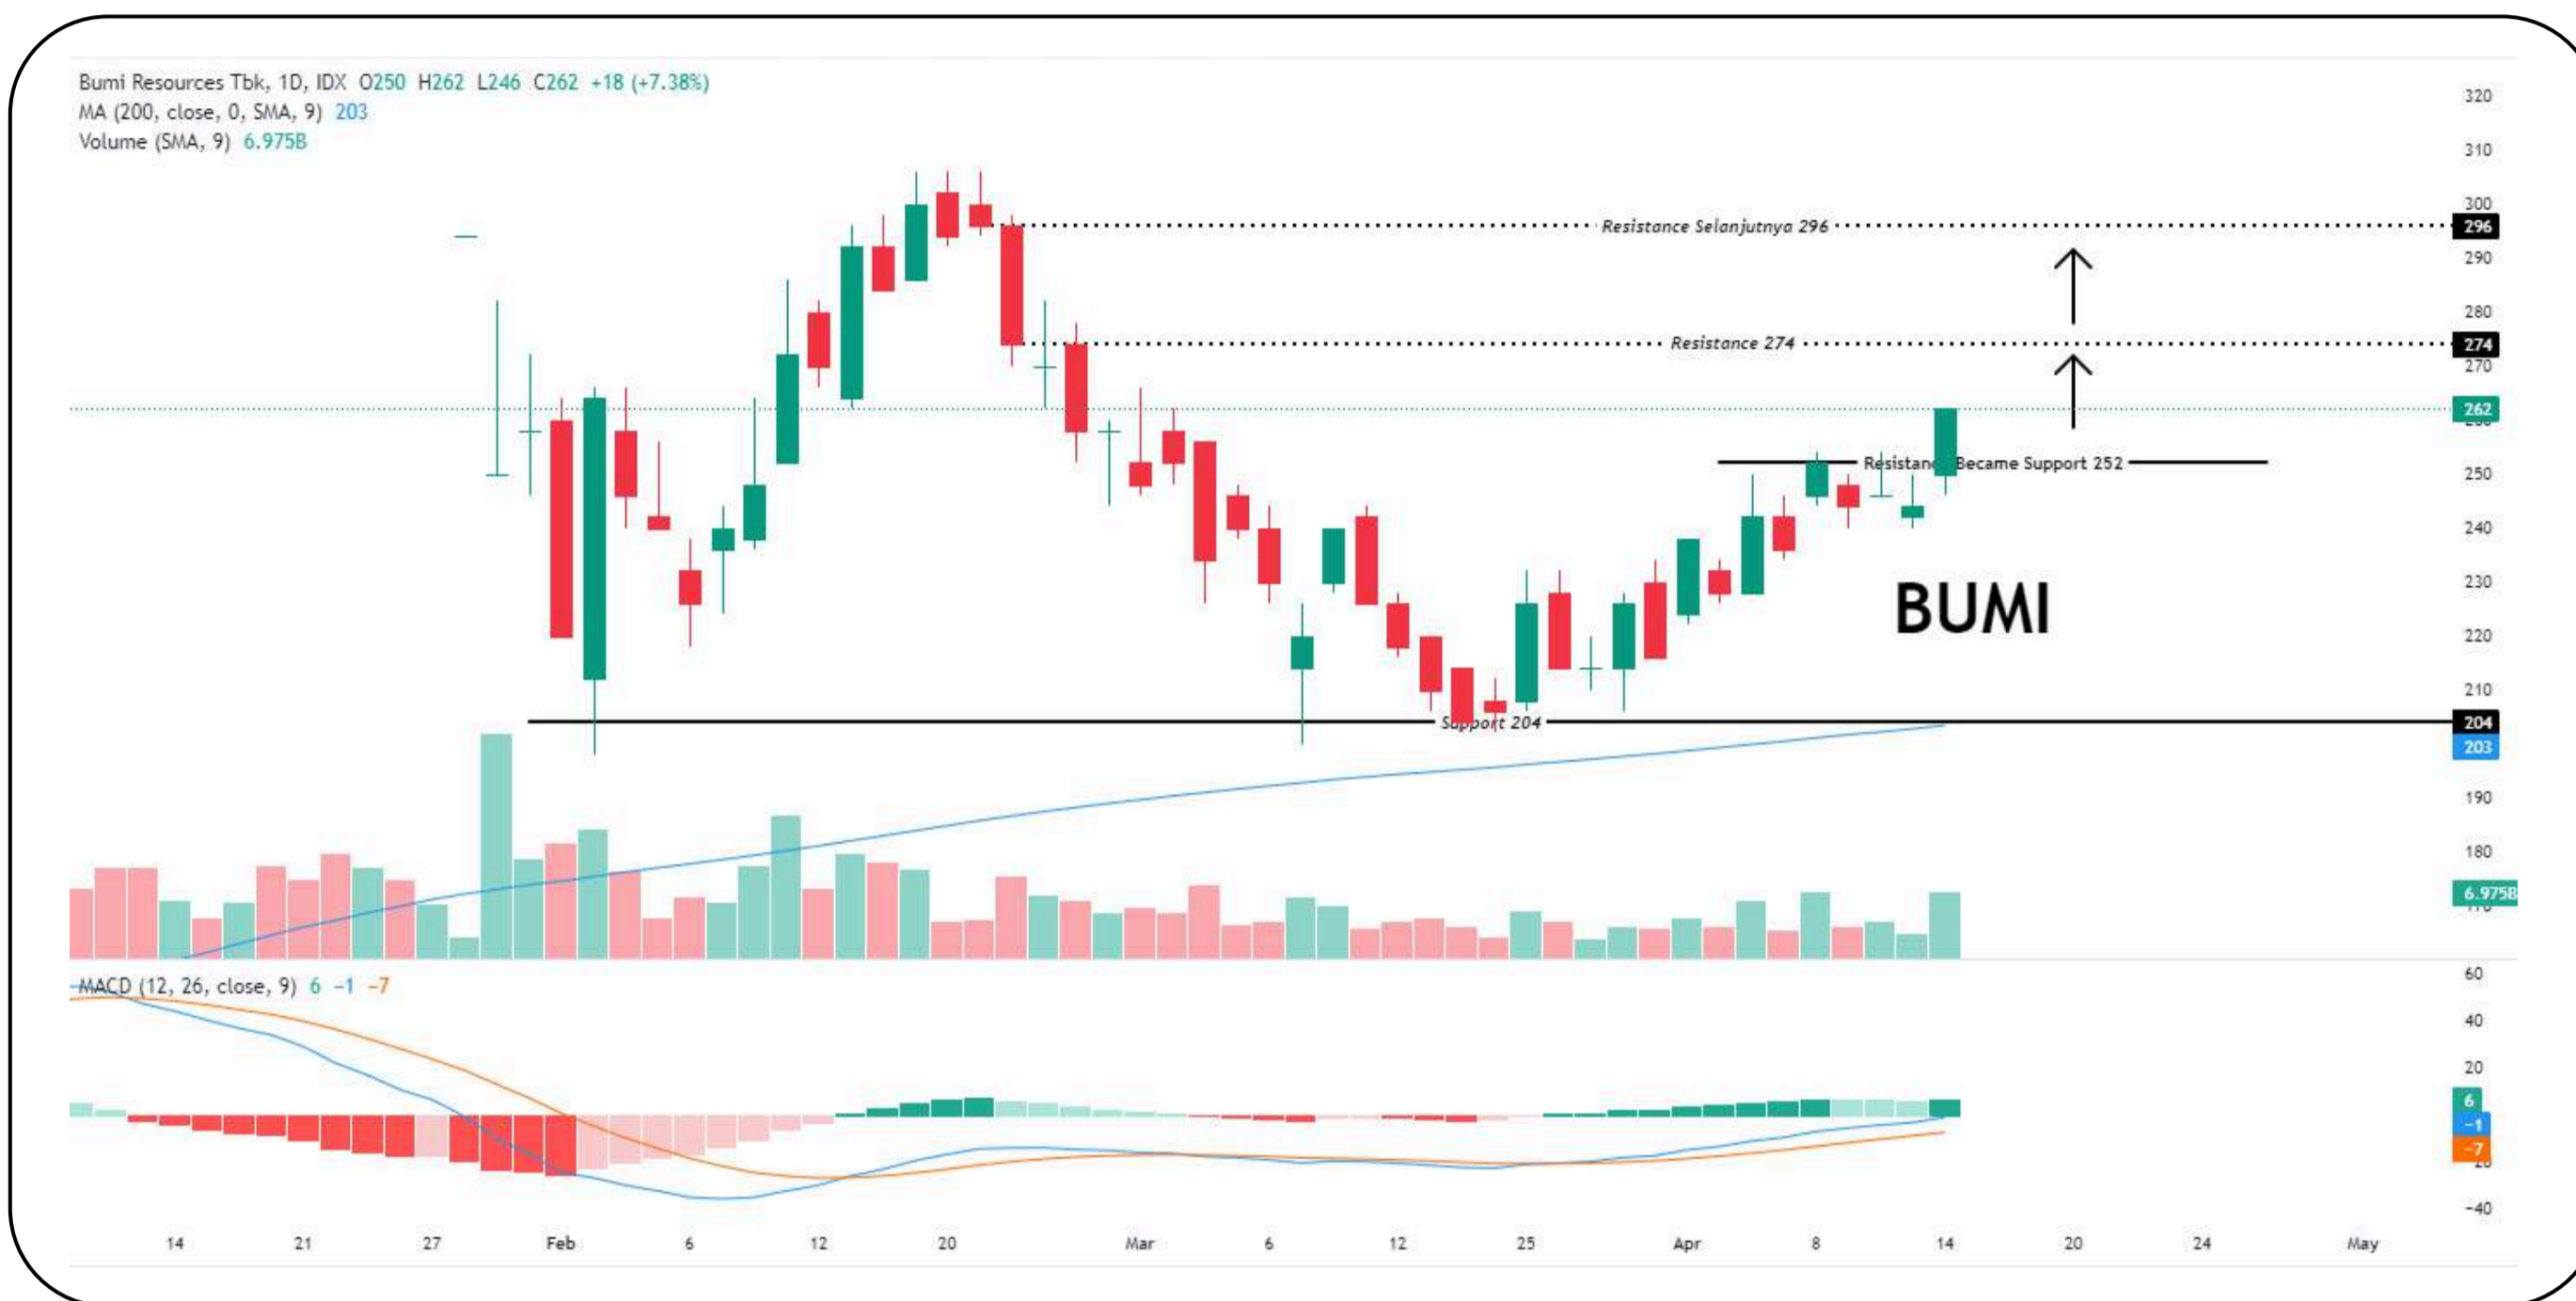 Bumi Resources Tbk, 1D, IDX O250 H262 L246 C262 +18 (+7.38%)
MA (200, close, 0, SMA, 9) 203
Volume (SMA, 9) 6.975B
320
310
300
Resistance Selanjutnya 296
296
290
280
Resistance 274
274
270
262
Resistan Became Support 252
250
240
BUMI
230
220
210
Support 204
204
203
190
180
6.975B
MACD (12, 26, close, 9) 6 −1 −7
60
40
20
6
−1
−7
−40
14 21 27 Feb 6 12 20 Mar 6 12 25 Apr 8 14 20 24 May